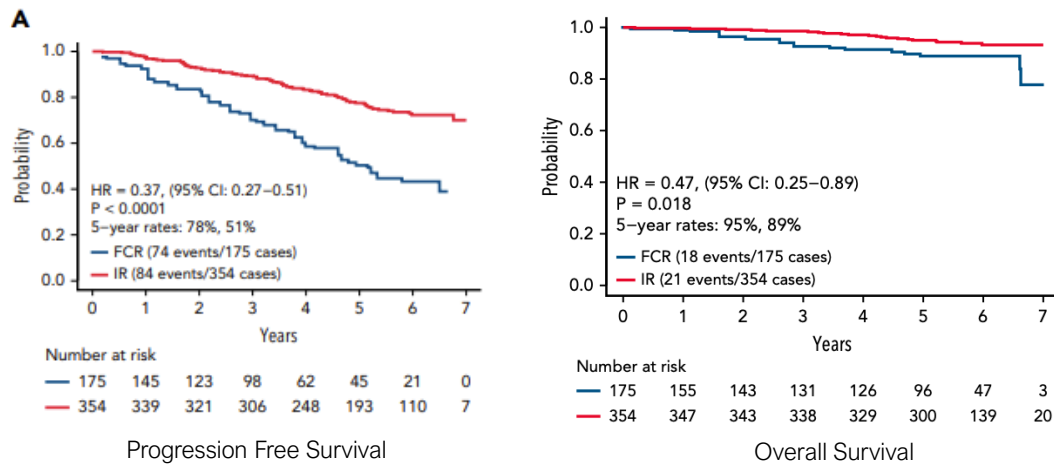 A
1.0
0.8
0.6
0.4
0.2
0.0
Probability
HR = 0.37, (95% CI: 0.27–0.51)
P < 0.0001
5–year rates: 78%, 51%
FCR (74 events/175 cases)
IR (84 events/354 cases)
0 1 2 3 4 5 6 7
Years
Number at risk
175 145 123 98 62 45 21 0
354 339 321 306 248 193 110 7
Progression Free Survival
1.0
0.8
0.6
0.4
0.2
0.0
Probability
HR = 0.47, (95% CI: 0.25–0.89)
P = 0.018
5–year rates: 95%, 89%
FCR (18 events/175 cases)
IR (21 events/354 cases)
0 1 2 3 4 5 6 7
Years
Number at risk
175 155 143 131 126 96 47 3
354 347 343 338 329 300 139 20
Overall Survival